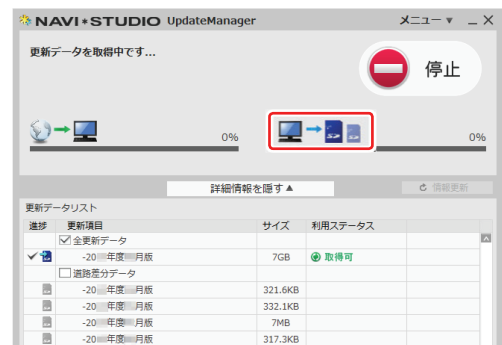 NAVI*STUDIO UpdateManager メニュー ▼ _ X
更新データを取得中です...
停止
0% 0%
詳細情報を隠す▲ 情報更新
更新データリスト
進捗 更新項目 サイズ 利用ステータス
全更新データ
-20 年度 月版 7GB 取得可
道路差分データ
-20 年度 月版 321.6KB
-20 年度 月版 332.1KB
-20 年度 月版 7MB
-20 年度 月版 317.3KB